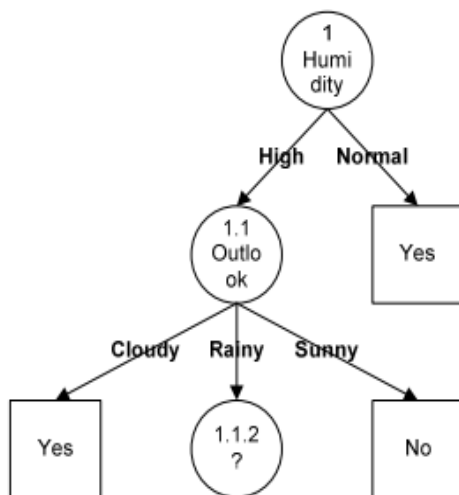 1
Humi
dity
High
Normal
1.1
Outlo
ok
Yes
Cloudy
Rainy
Sunny
Yes
1.1.2
?
No